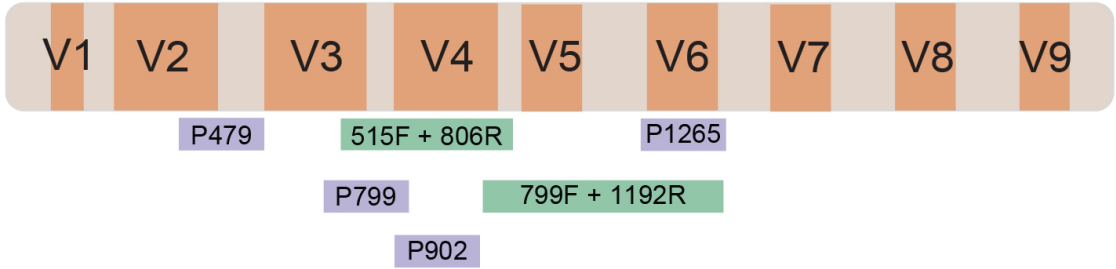 V1 V2 V3 V4 V5 V6 V7 V8 V9
P479 515F + 806R P1265
P799 799F + 1192R
P902